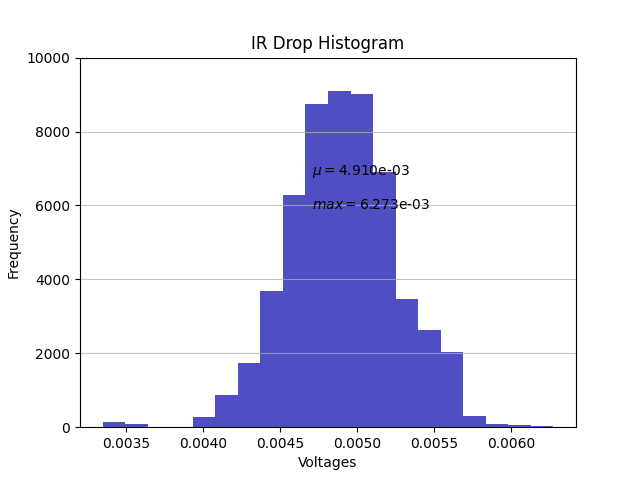 IR Drop Histogram
10000
8000
6000
4000
2000
0
Frequency
μ = 4.910e-03
max = 6.273e-03
0.0035 0.0040 0.0045 0.0050 0.0055 0.0060
Voltages